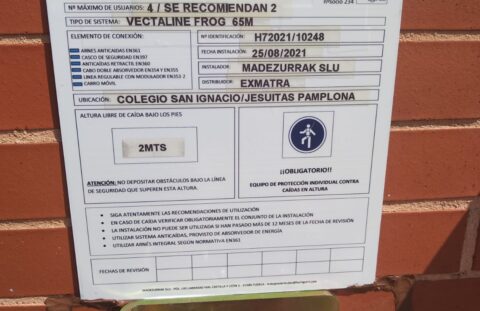 Nº MÁXIMO DE USUARIOS: 4 / SE RECOMIENDAN 2
TIPO DE SISTEMA: VECTALINE FROG 65M
ELEMENTO DE CONEXIÓN:
ARNES ANTICAÍDAS EN361
CASCO DE SEGURIDAD EN397
ANTICAÍDAS RETRACTIL EN360
CABO DOBLE ABSORVEDOR EN354 Y EN355
LINEA REGULABLE CON MODULADOR EN353-2
CARRO MÓVIL
Nº IDENTIFICACIÓN: H72021/10248
FECHA INSTALACIÓN: 25/08/2021
INSTALADOR: MADEZURRAK SLU
DISTRIBUIDOR: EXMATRA
UBICACIÓN: COLEGIO SAN IGNACIO/JESUITAS PAMPLONA
ALTURA LIBRE DE CAÍDA BAJO LOS PIES
2MTS
ATENCIÓN: NO DEPOSITAR OBSTÁCULOS BAJO LA LÍNEA
DE SEGURIDAD QUE SUPEREN ESTA ALTURA.
¡¡OBLIGATORIO!!
EQUIPO DE PROTECCIÓN INDIVIDUAL CONTRA
CAÍDAS EN ALTURA
• SIGA ATENTAMENTE LAS RECOMENDACIONES DE UTILIZACIÓN
• EN CASO DE CAÍDA VERIFICAR OBLIGATORIAMENTE EL CONJUNTO DE LA INSTALACIÓN
• LA INSTALACIÓN NO PUEDE SER UTILIZADA SI HAN PASADO MAS DE 12 MESES DE LA FECHA DE REVISIÓN
• UTILIZAR SISTEMA ANTICAÍDAS, PROVISTO DE ABSORVEDOR DE ENERGÍA
• UTILIZAR ARNÉS INTEGRAL SEGÚN NORMATIVA EN361
FECHAS DE REVISIÓN